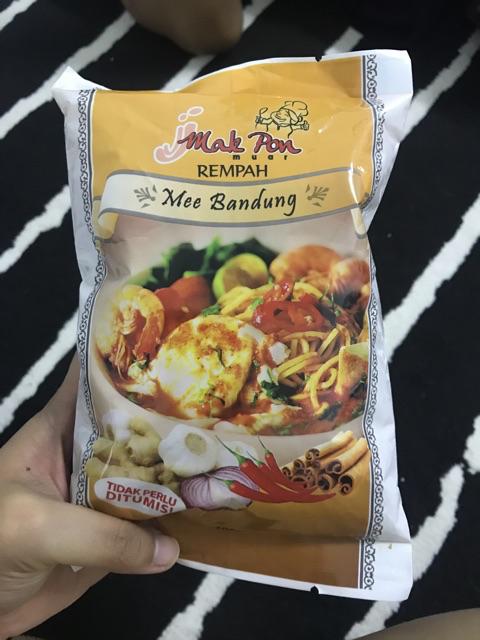 j Mak Pon
muar
REMPAH
Mee Bandung
TIDAK PERLU
DITUMIS!